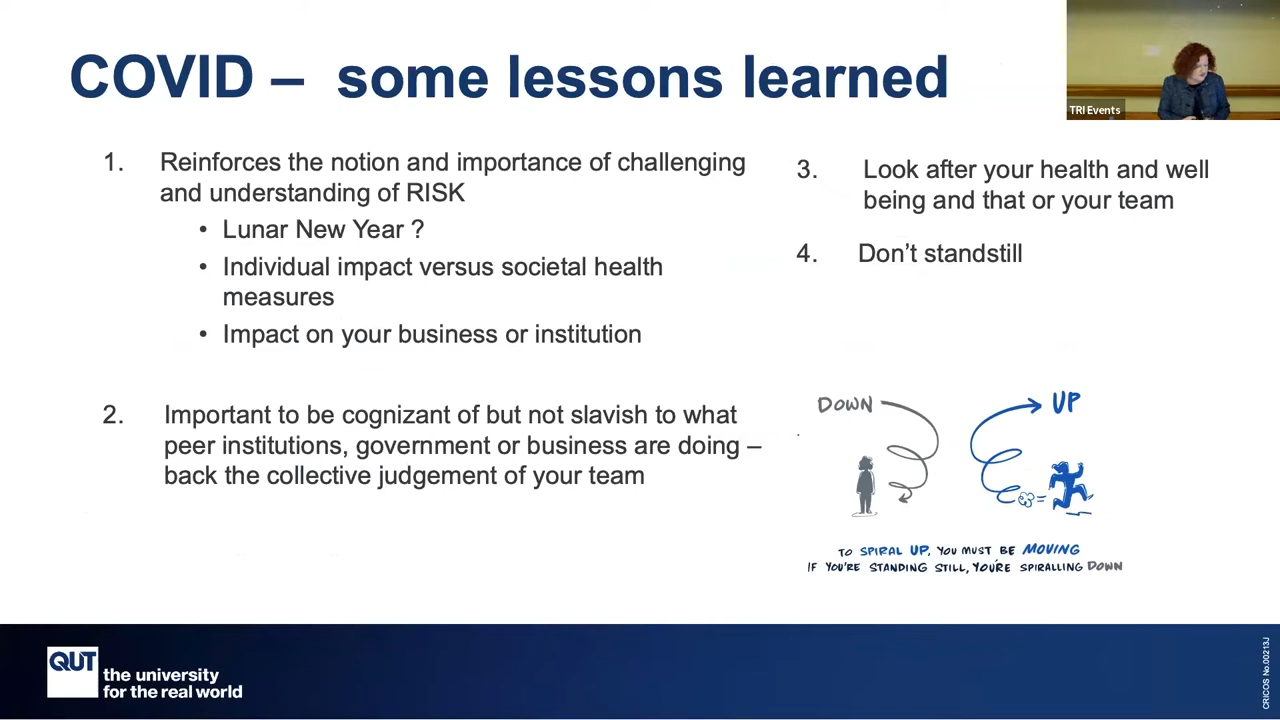 COVID – some lessons learned
TRI Events
1. Reinforces the notion and importance of challenging
and understanding of RISK
• Lunar New Year ?
• Individual impact versus societal health
measures
• Impact on your business or institution
2. Important to be cognizant of but not slavish to what
peer institutions, government or business are doing –
back the collective judgement of your team
3. Look after your health and well
being and that or your team
4. Don't standstill
DOWN
UP
TO SPIRAL UP, YOU MUST BE MOVING
IF YOU'RE STANDING STILL, YOU'RE SPIRALLING DOWN
QUT
the university
for the real world
CRICOS No.00213J